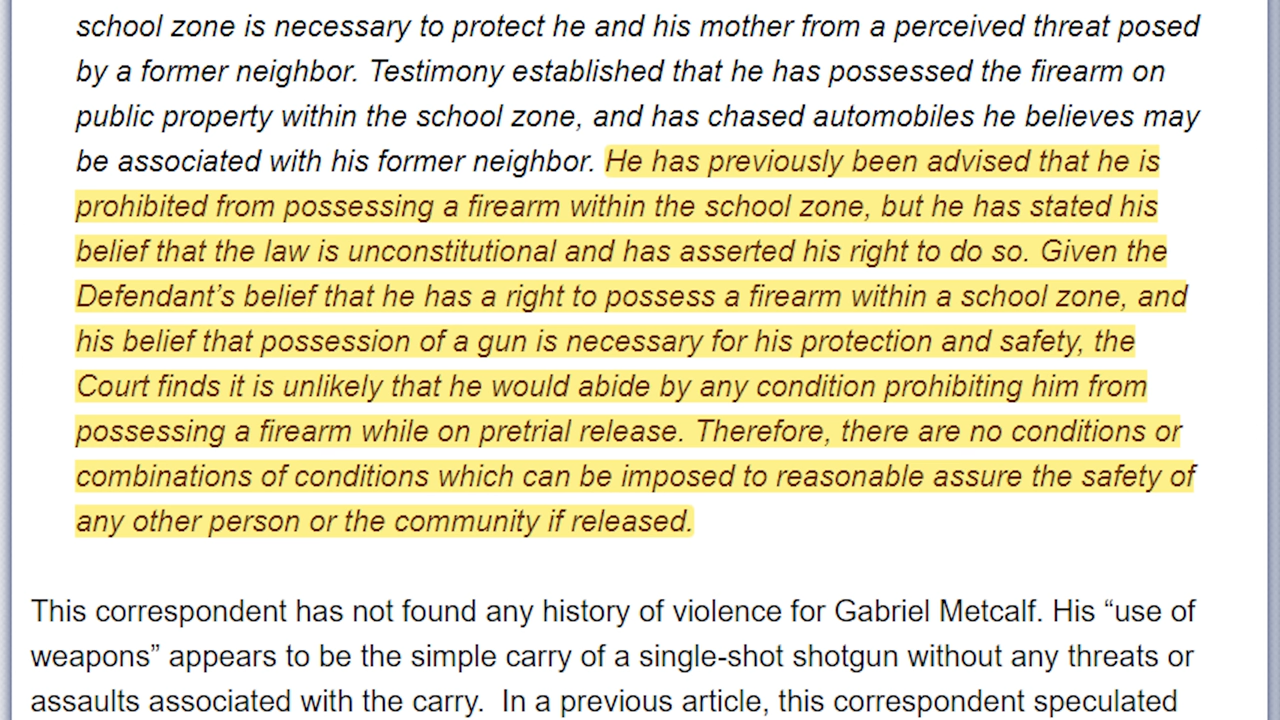 school zone is necessary to protect he and his mother from a perceived threat posed
by a former neighbor. Testimony established that he has possessed the firearm on
public property within the school zone, and has chased automobiles he believes may
be associated with his former neighbor. He has previously been advised that he is
prohibited from possessing a firearm within the school zone, but he has stated his
belief that the law is unconstitutional and has asserted his right to do so. Given the
Defendant’s belief that he has a right to possess a firearm within a school zone, and
his belief that possession of a gun is necessary for his protection and safety, the
Court finds it is unlikely that he would abide by any condition prohibiting him from
possessing a firearm while on pretrial release. Therefore, there are no conditions or
combinations of conditions which can be imposed to reasonable assure the safety of
any other person or the community if released.
This correspondent has not found any history of violence for Gabriel Metcalf. His “use of
weapons” appears to be the simple carry of a single-shot shotgun without any threats or
assaults associated with the carry. In a previous article, this correspondent speculated